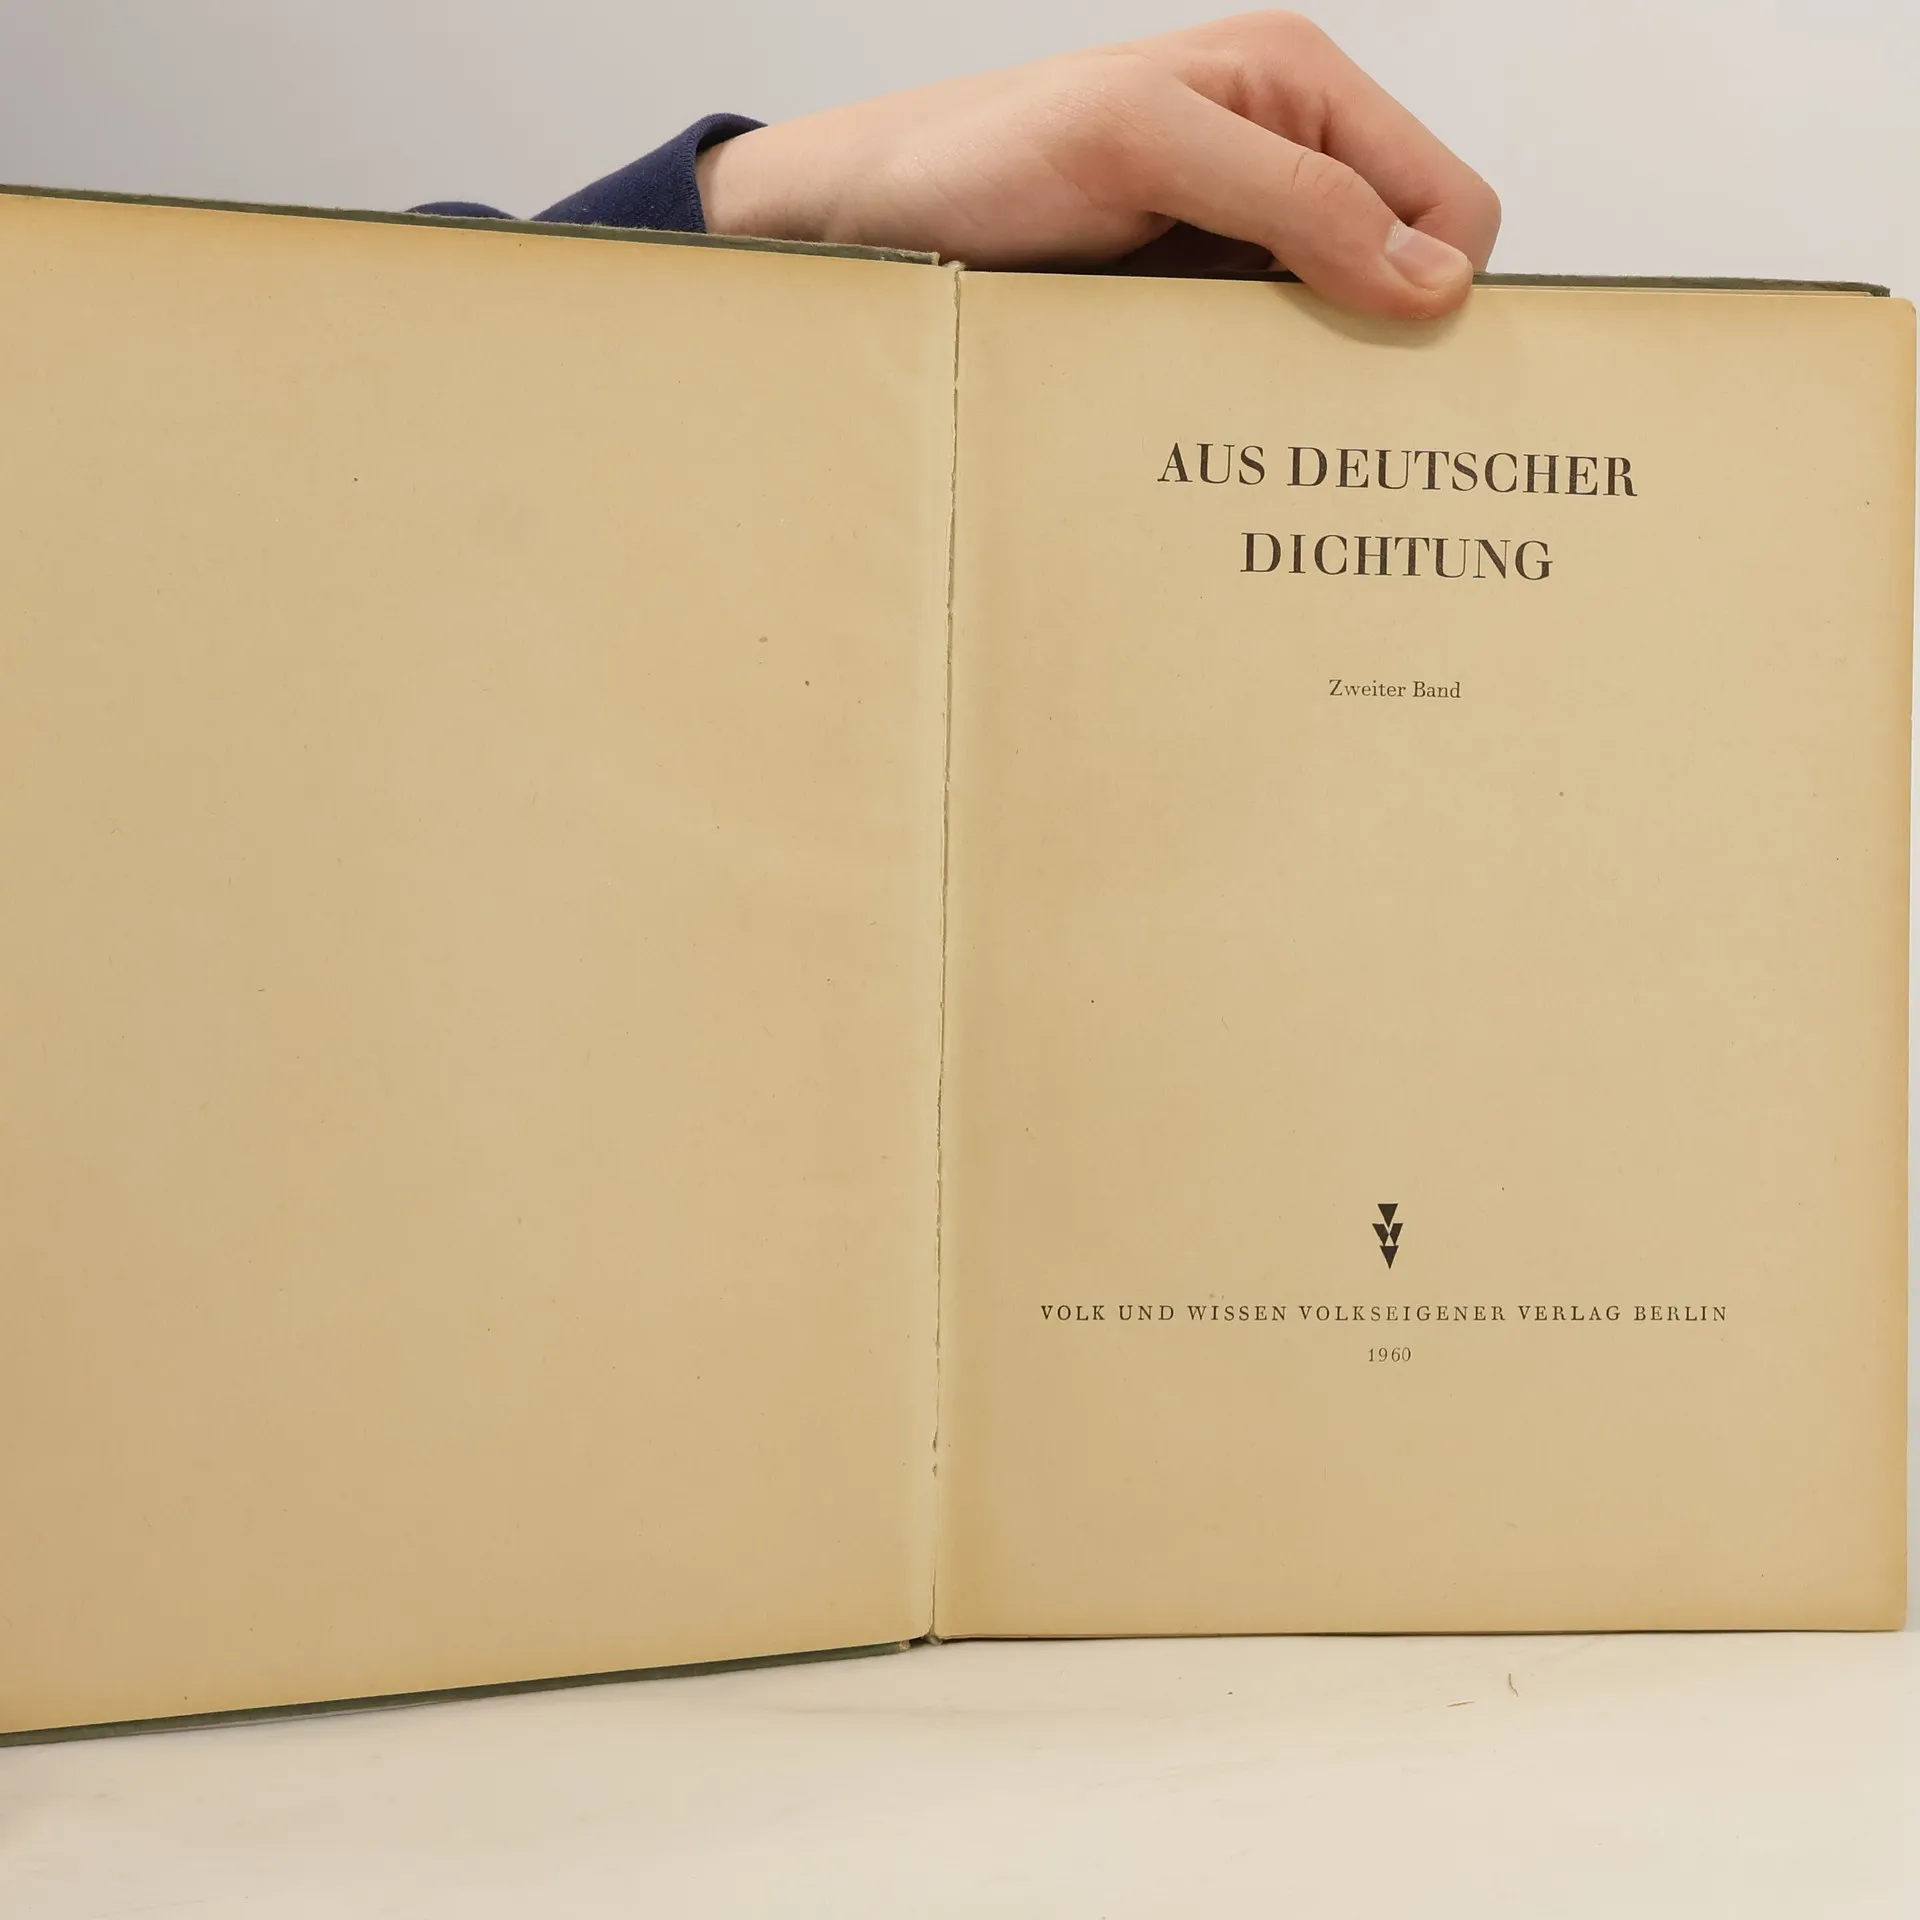 AUS DEUTSCHER
DICHTUNG
Zweiter Band
VOLK UND WISSEN VOLKSEIGENER VERLAG BERLIN
1960